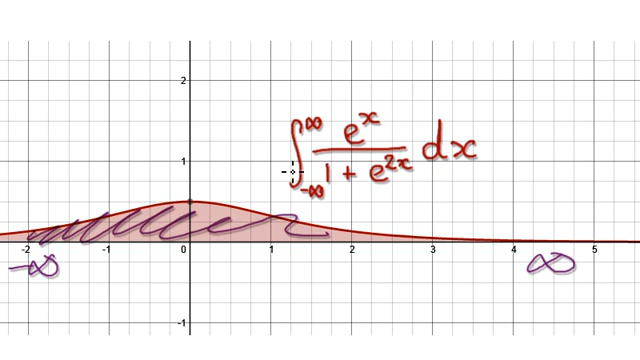 2
∫_{-∞}^{∞} e^x / (1 + e^{2x}) dx
1
-2 -1 0 1 2 3 4 5
-∞ ∞
-1